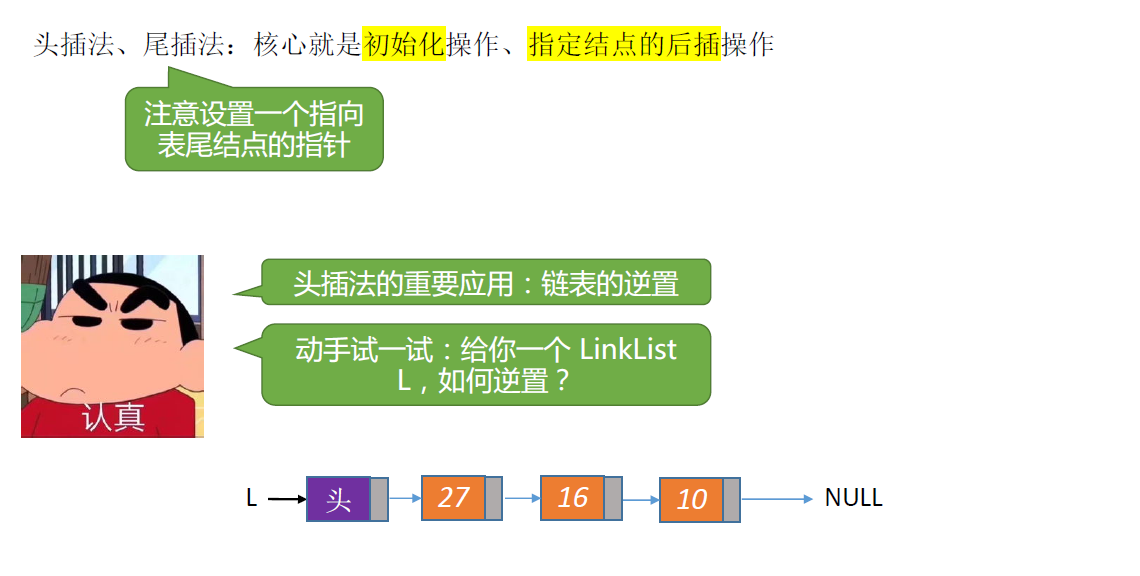 头插法、尾插法：核心就是初始化操作、指定结点的后插操作
注意设置一个指向
表尾结点的指针
头插法的重要应用：链表的逆置
动手试一试：给你一个 LinkList
L，如何逆置？
认真
L 头 27 16 10 NULL